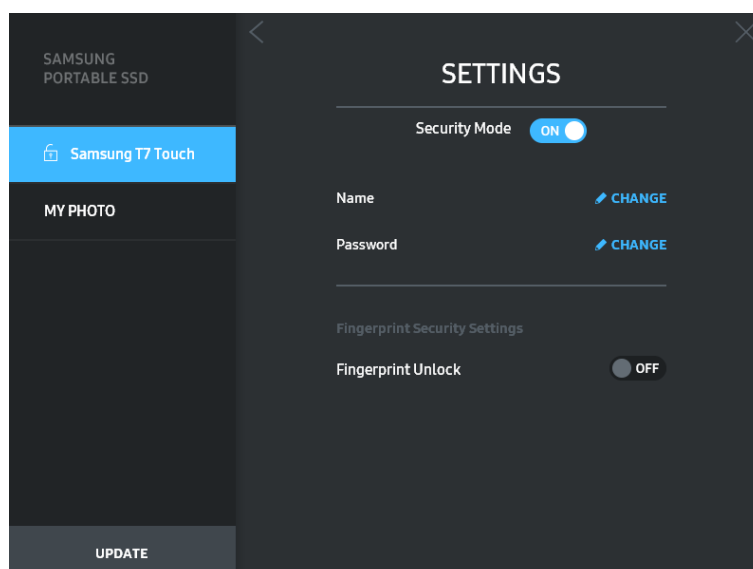 SAMSUNG
PORTABLE SSD
Samsung T7 Touch
MY PHOTO
UPDATE
SETTINGS
Security Mode ON
Name CHANGE
Password CHANGE
Fingerprint Security Settings
Fingerprint Unlock OFF